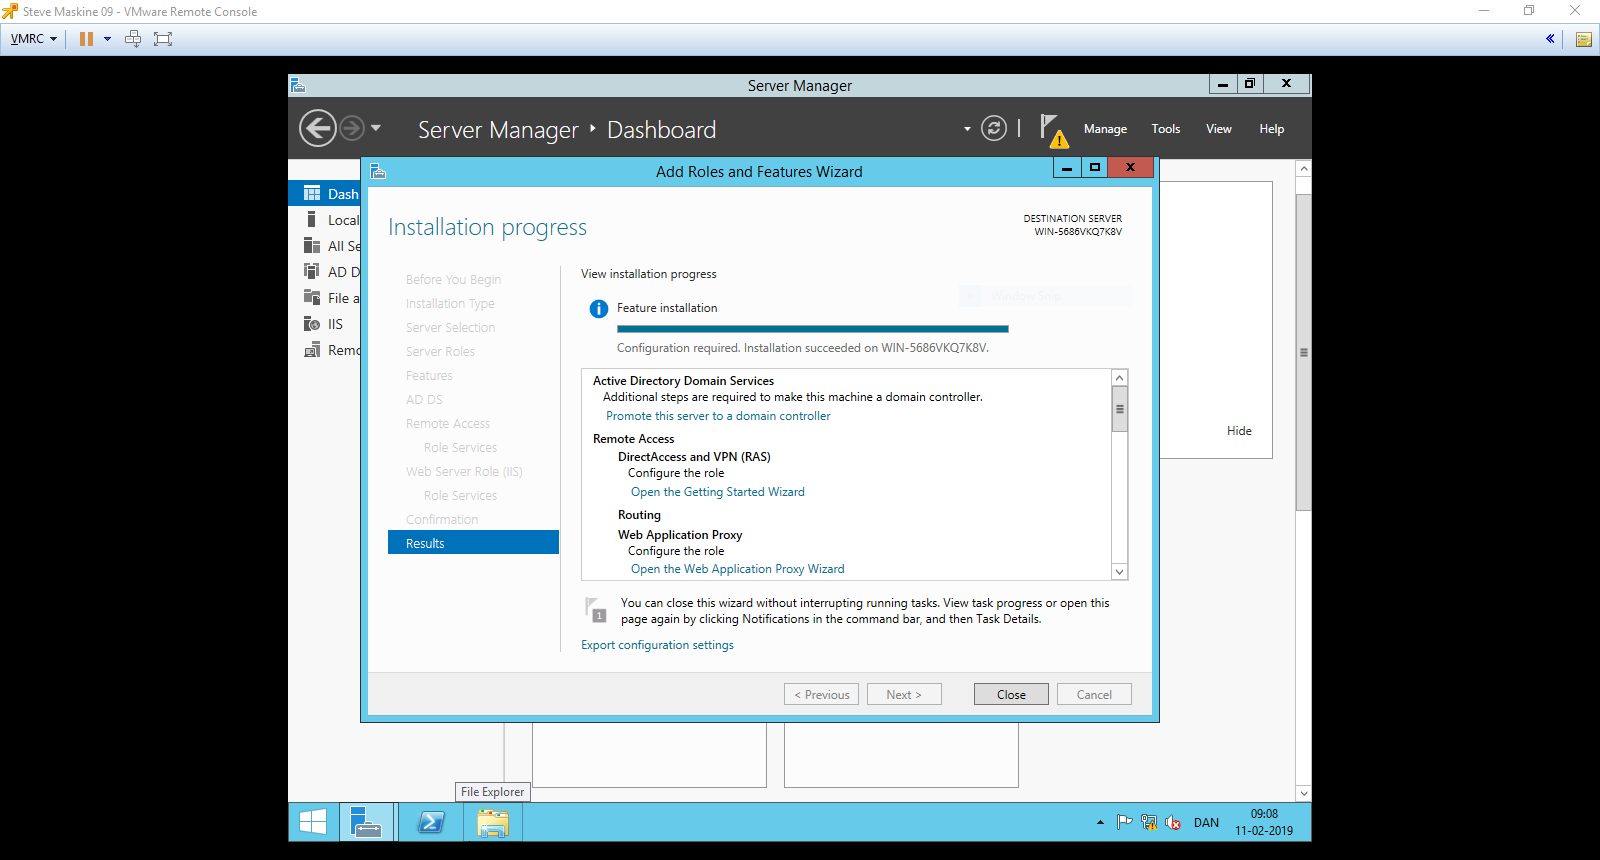 Steve Maskine 09 - VMware Remote Console
VMRC
Server Manager
Server Manager Dashboard
Manage Tools View Help
Add Roles and Features Wizard
Dash
Local
All Se
AD D
File a
IIS
Remo
Installation progress
DESTINATION SERVER
WIN-5686VKQ7K8V
Before You Begin
Installation Type
Server Selection
Server Roles
Features
AD DS
Remote Access
Role Services
Web Server Role (IIS)
Role Services
Confirmation
Results
View installation progress
Window Snip
Feature installation
Configuration required. Installation succeeded on WIN-5686VKQ7K8V.
Active Directory Domain Services
Additional steps are required to make this machine a domain controller.
Promote this server to a domain controller
Remote Access
DirectAccess and VPN (RAS)
Configure the role
Open the Getting Started Wizard
Routing
Web Application Proxy
Configure the role
Open the Web Application Proxy Wizard
1
You can close this wizard without interrupting running tasks. View task progress or open this
page again by clicking Notifications in the command bar, and then Task Details.
Export configuration settings
< Previous Next > Close Cancel
Hide
File Explorer
DAN
09:08
11-02-2019